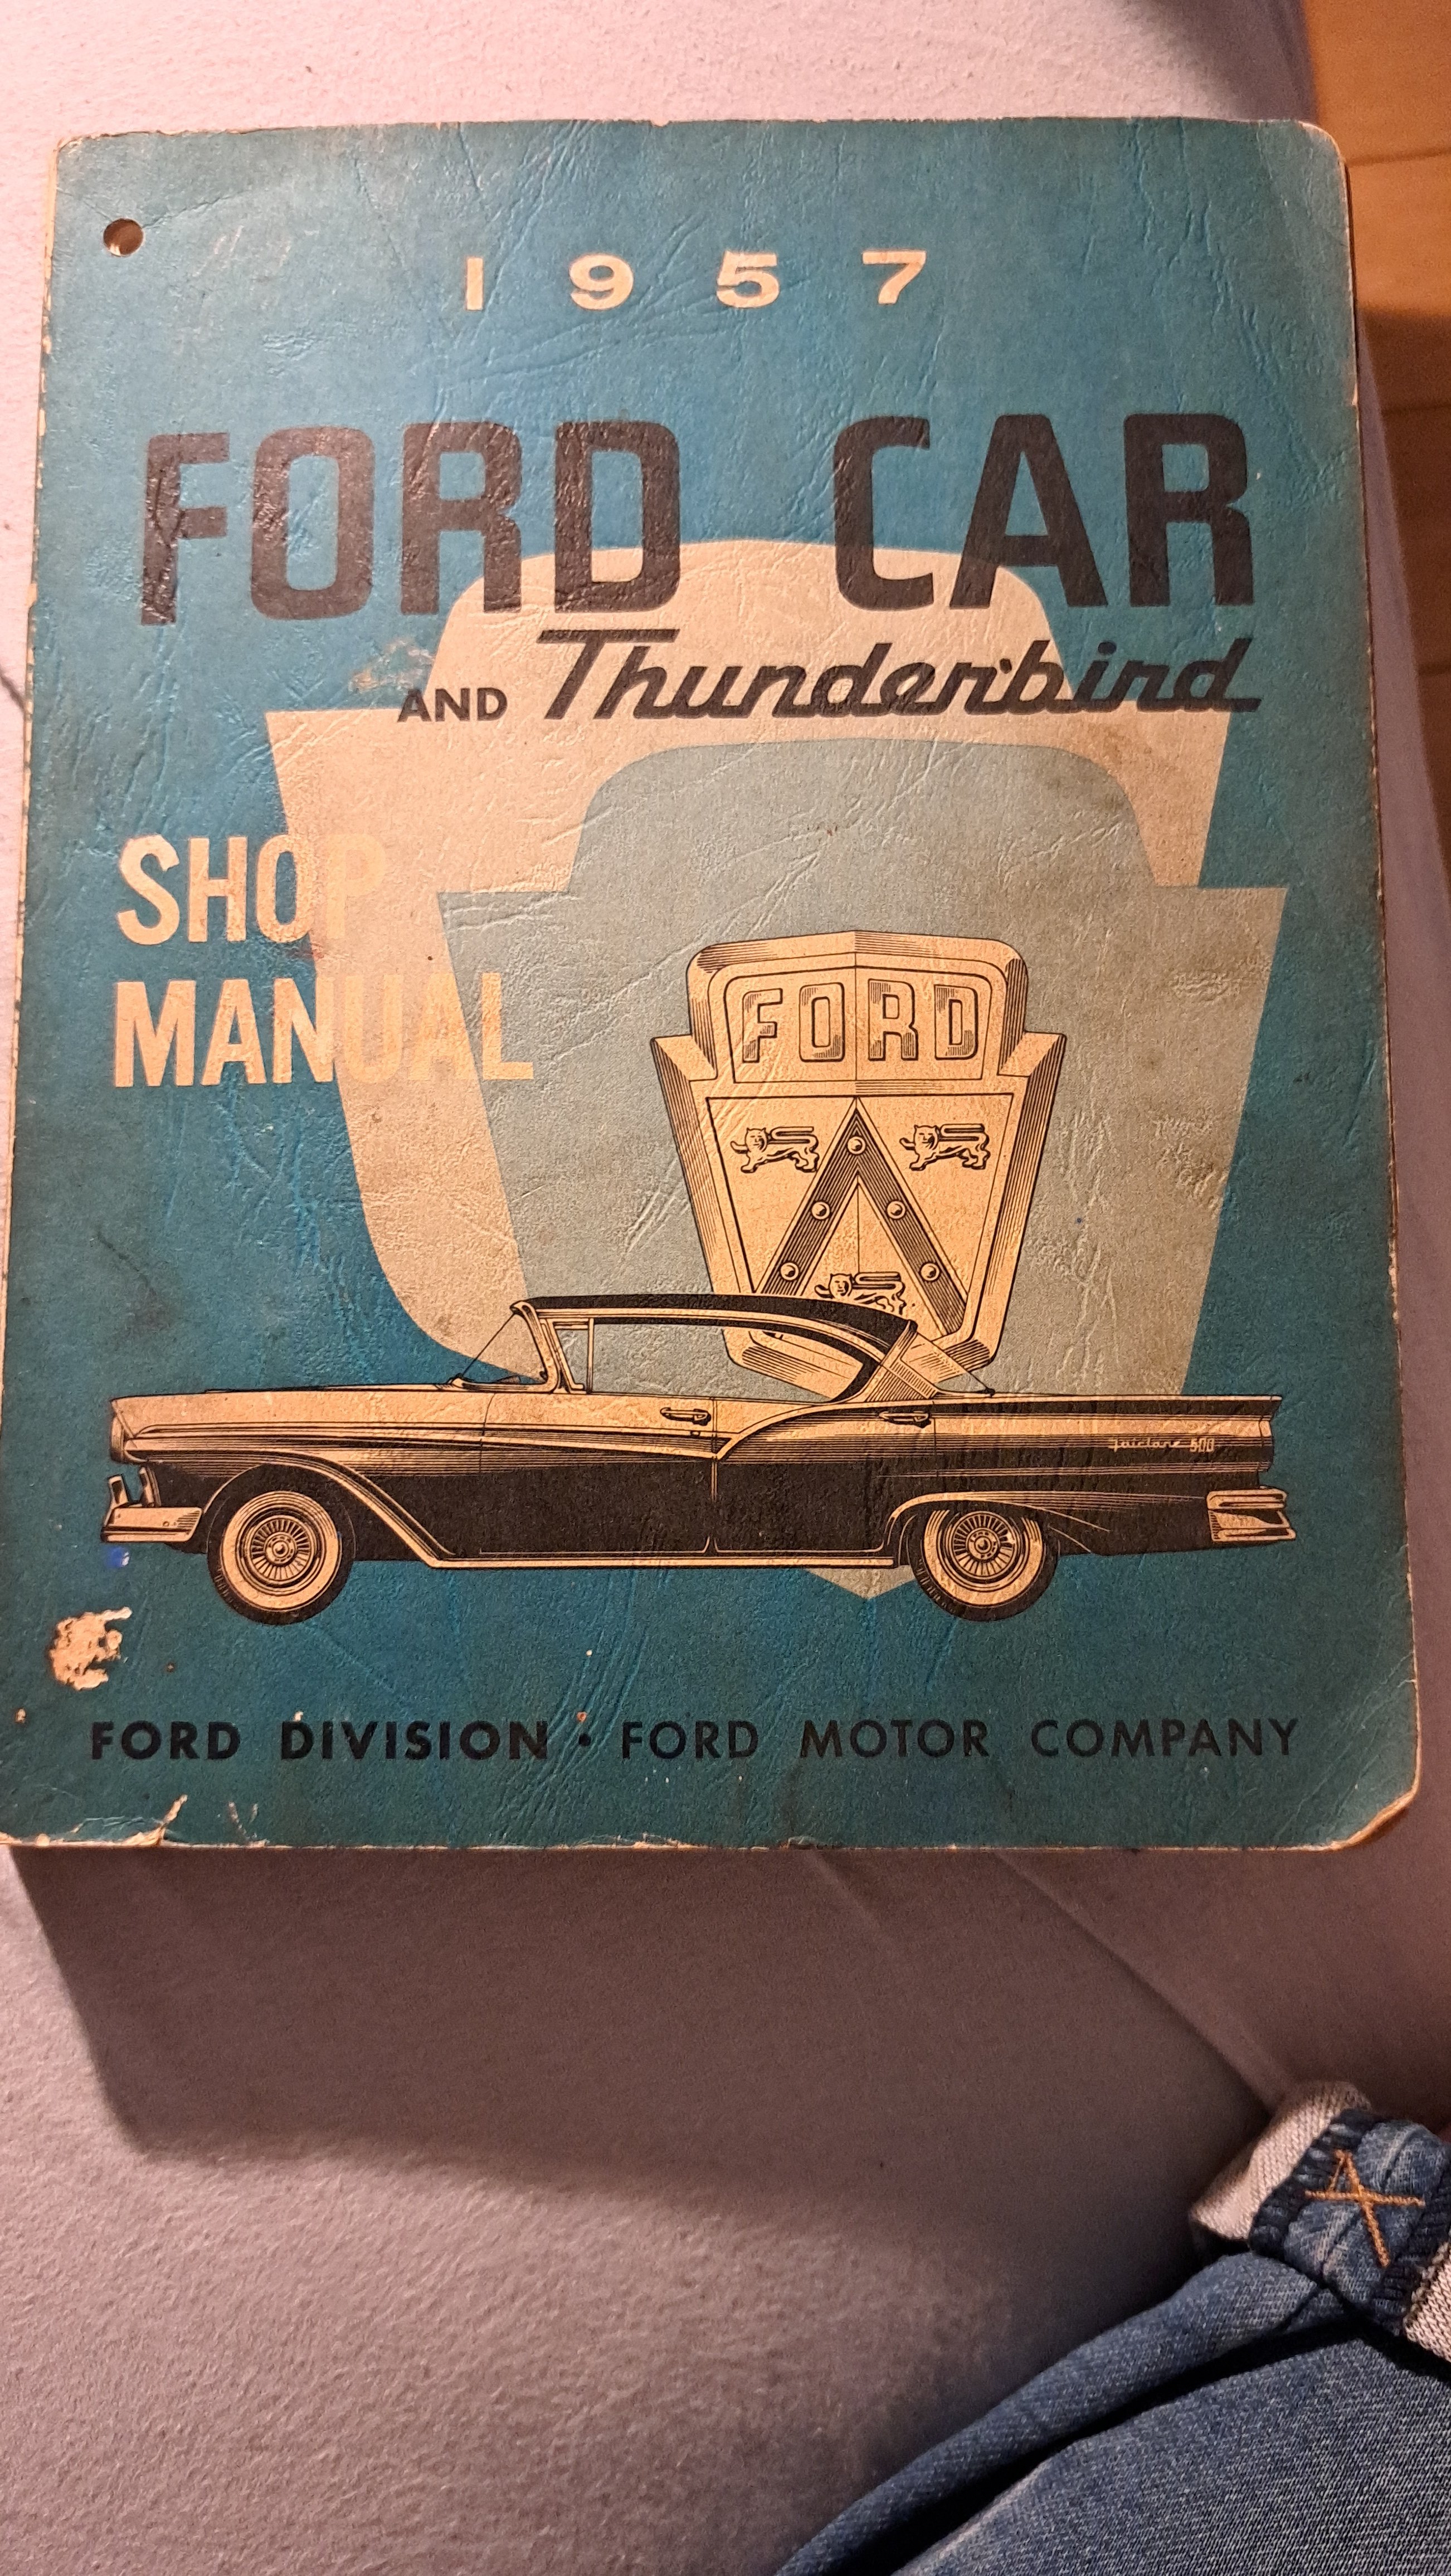 1957
FORD CAR
AND Thunderbird
SHOP
MANUAL
FORD
Fairlane 500
FORD DIVISION • FORD MOTOR COMPANY